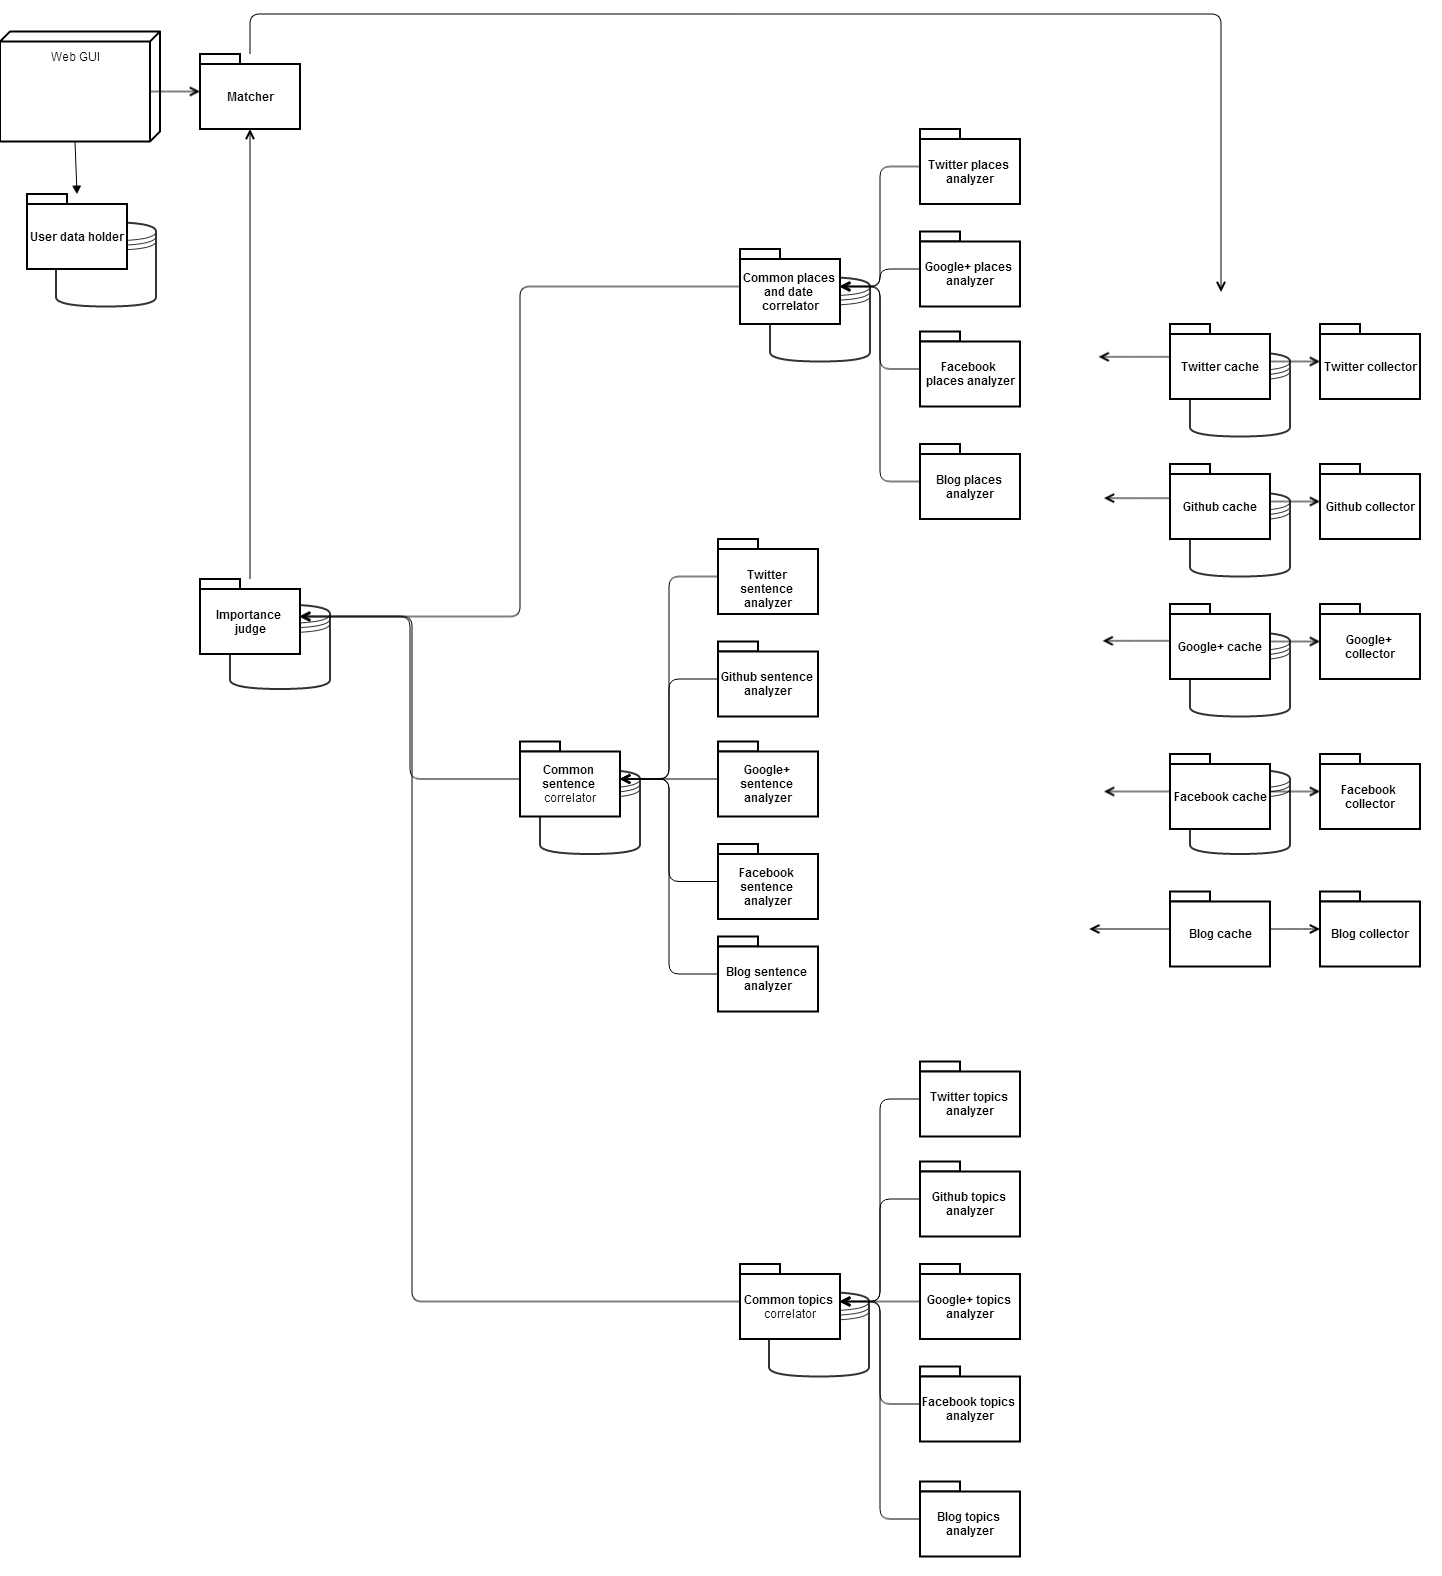 Web GUI
Matcher
User data holder
Twitter places
analyzer
Google+ places
analyzer
Common places
and date
correlator
Facebook
places analyzer
Blog places
analyzer
Twitter cache
Twitter collector
Github cache
Github collector
Google+ cache
Google+
collector
Facebook cache
Facebook
collector
Blog cache
Blog collector
Importance
judge
Twitter
sentence
analyzer
Github sentence
analyzer
Common
sentence
correlator
Google+
sentence
analyzer
Facebook
sentence
analyzer
Blog sentence
analyzer
Twitter topics
analyzer
Github topics
analyzer
Common topics
correlator
Google+ topics
analyzer
Facebook topics
analyzer
Blog topics
analyzer